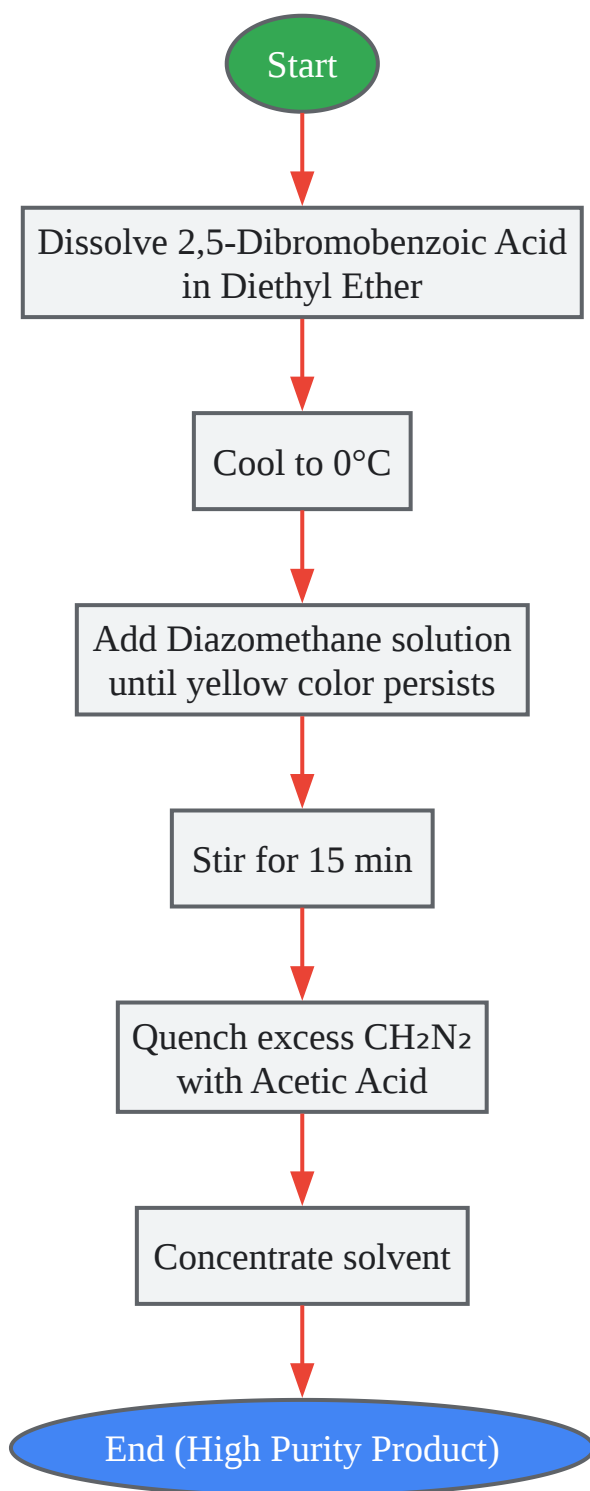 Start
Dissolve 2,5-Dibromobenzoic Acid
in Diethyl Ether
Cool to 0°C
Add Diazomethane solution
until yellow color persists
Stir for 15 min
Quench excess CH₂N₂
with Acetic Acid
Concentrate solvent
End (High Purity Product)